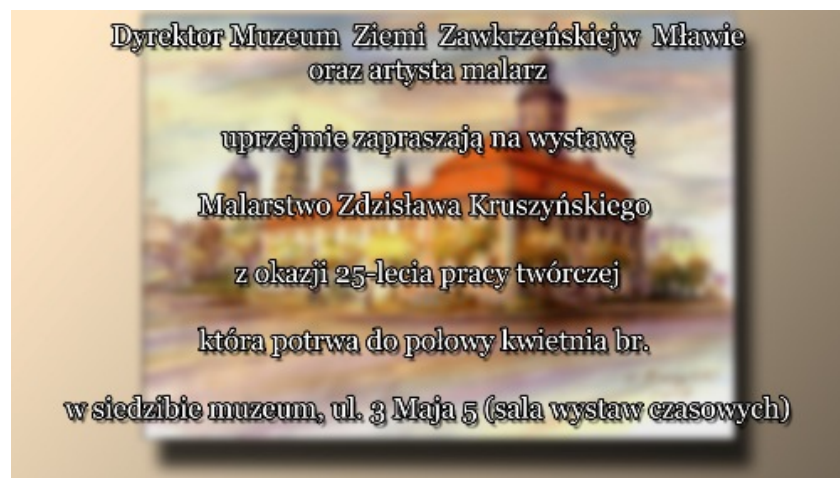 Dyrektor Muzeum Ziemi Zawkrzeńskiejw Mławie
oraz artysta malarz
uprzejmie zapraszają na wystawę
Malarstwo Zdzisława Kruszyńskiego
z okazji 25-lecia pracy twórczej
która potrwa do połowy kwietnia br.
w siedzibie muzeum, ul. 3 Maja 5 (sala wystaw czasowych)